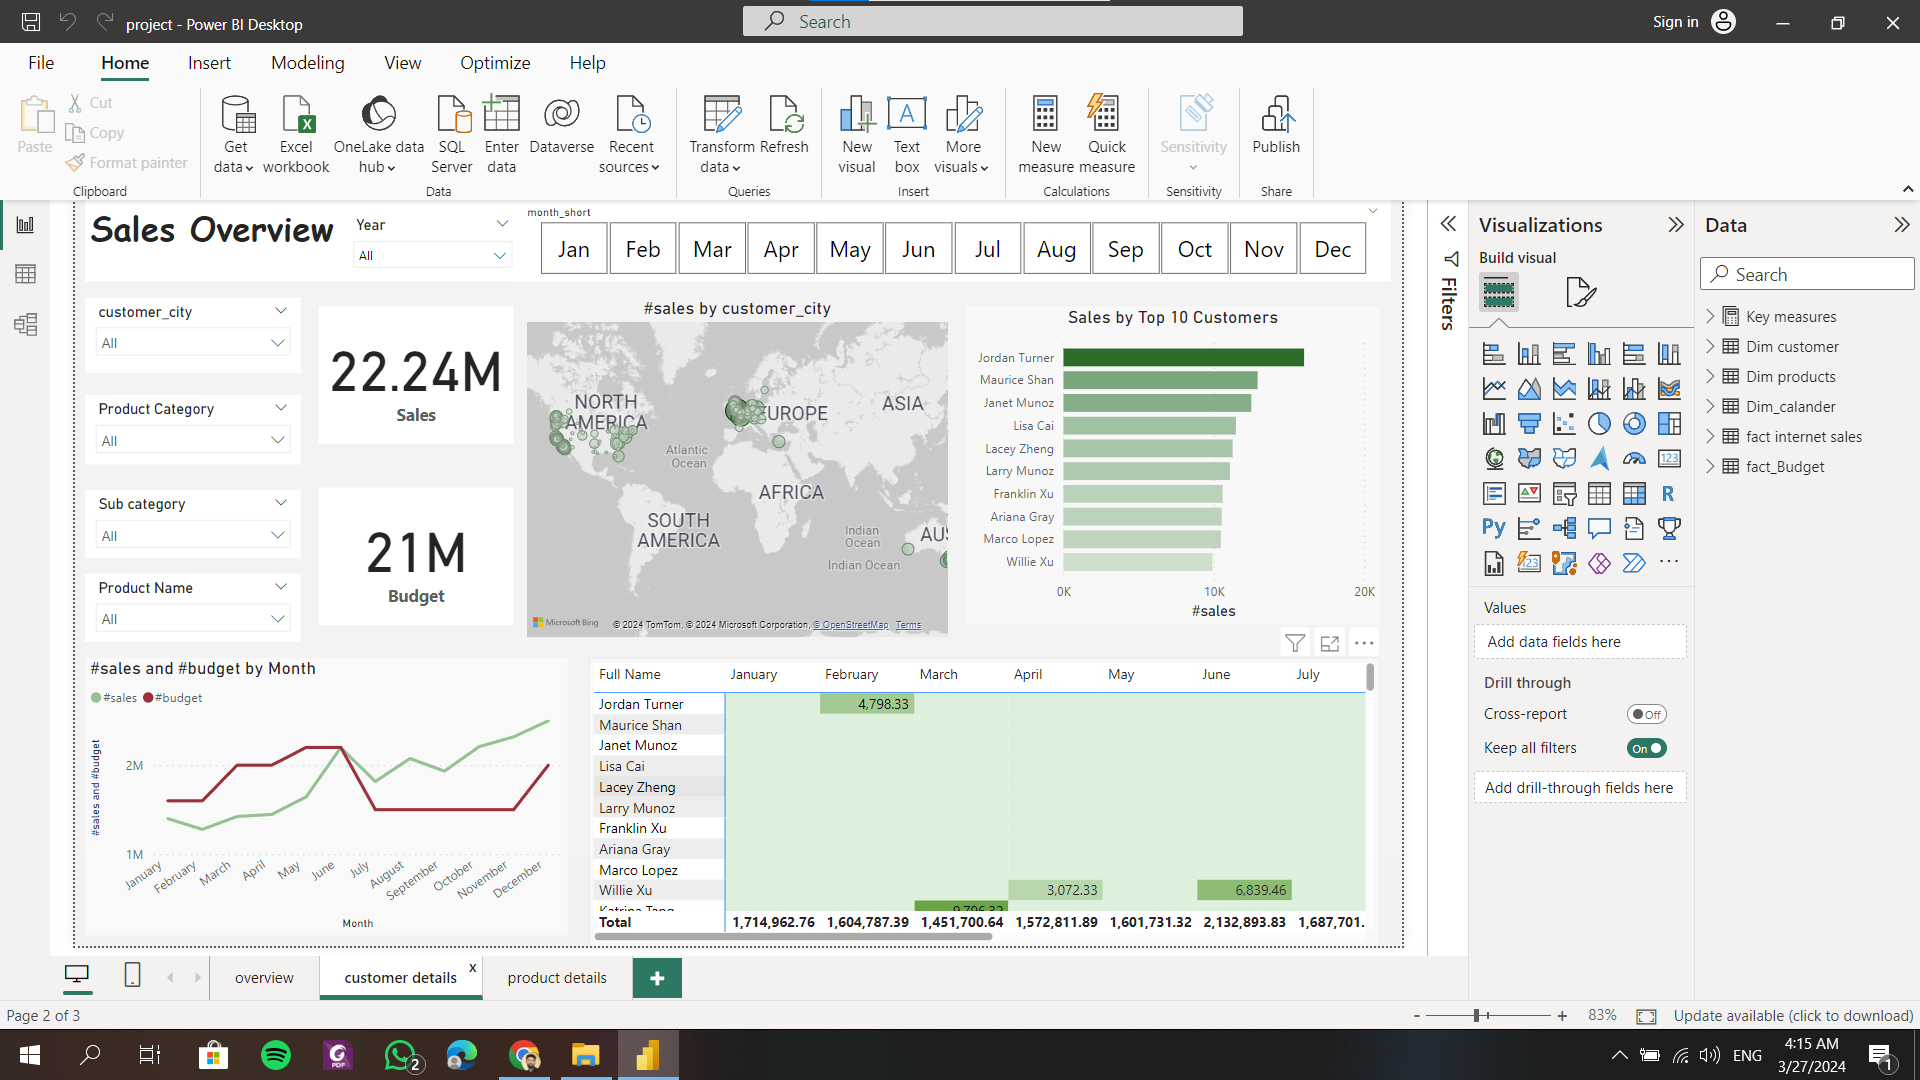 project - Power BI Desktop
Search
Sign in
File
Home
Insert
Modeling
View
Optimize
Help
Paste
Cut
Copy
Format painter
Clipboard
Get data
Excel workbook
OneLake data hub
SQL Server
Enter data
Dataverse
Recent sources
Data
Transform data
Refresh
Queries
New visual
Text box
More visuals
Insert
New measure
Quick measure
Calculations
Sensitivity
Sensitivity
Publish
Share
Sales Overview
Year
All
month_short
Jan
Feb
Mar
Apr
May
Jun
Jul
Aug
Sep
Oct
Nov
Dec
customer_city
All
Product Category
All
Sub category
All
Product Name
All
22.24M
Sales
21M
Budget
#sales by customer_city
NORTH AMERICA
EUROPE
ASIA
Atlantic Ocean
AFRICA
SOUTH AMERICA
Indian Ocean
Indian Ocean
AUS
Microsoft Bing
© 2024 TomTom, © 2024 Microsoft Corporation, © OpenStreetMap Terms
Sales by Top 10 Customers
Jordan Turner
Maurice Shan
Janet Munoz
Lisa Cai
Lacey Zheng
Larry Munoz
Franklin Xu
Ariana Gray
Marco Lopez
Willie Xu
0K 10K 20K
#sales
#sales and #budget by Month
#sales #budget
#sales and #budget
2M
1M
January February March April May June July August September October November December
Month
Full Name January February March April May June July
Jordan Turner 4,798.33
Maurice Shan
Janet Munoz
Lisa Cai
Lacey Zheng
Larry Munoz
Franklin Xu
Ariana Gray
Marco Lopez
Willie Xu 3,072.33 6,839.46
Katrina Tang 9,796.32
Total 1,714,962.76 1,604,787.39 1,451,700.64 1,572,811.89 1,601,731.32 2,132,893.83 1,687,701.
Filters
Visualizations
Build visual
123
R
Py
123
Values
Add data fields here
Drill through
Cross-report
Off
Keep all filters
On
Add drill-through fields here
Data
Search
Key measures
Dim customer
Dim products
Dim_calander
fact internet sales
fact_Budget
overview
customer details
x
product details
+
Page 2 of 3
- + 83%
Update available (click to download)
PDF
2
ENG
4:15 AM
3/27/2024
1